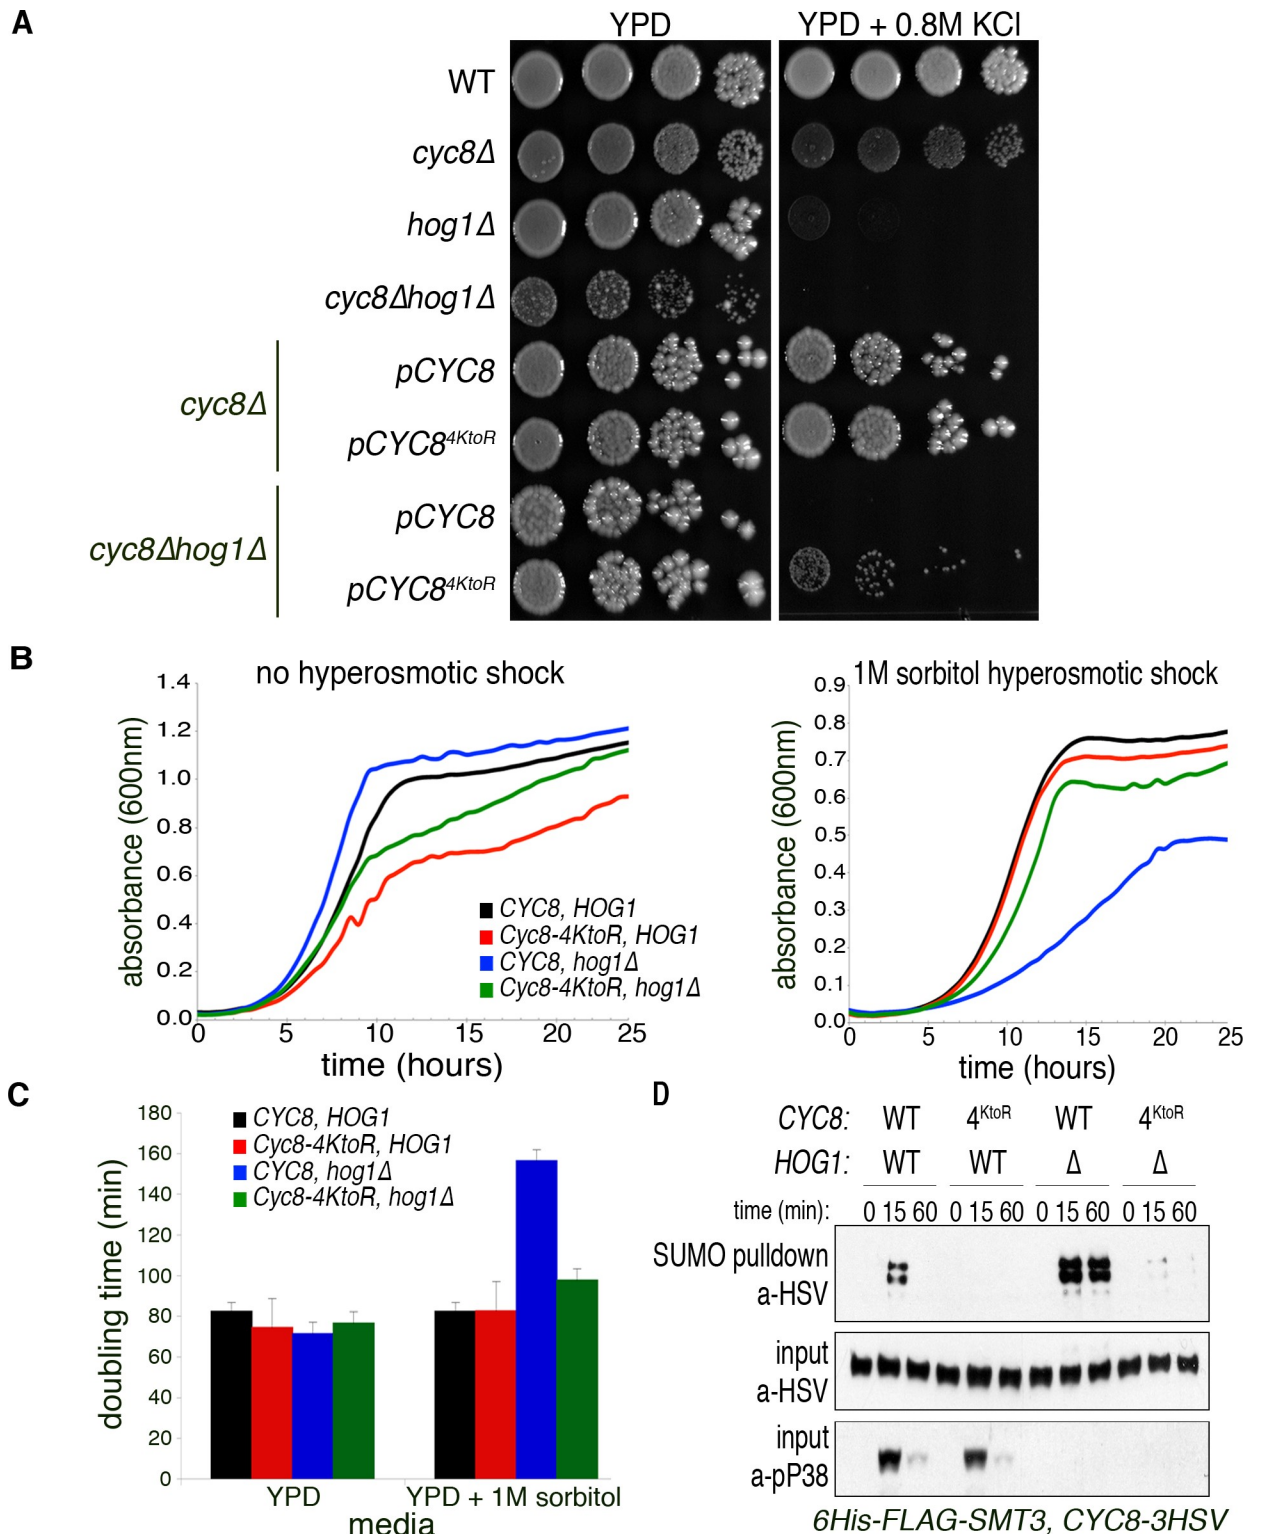 A
YPD
YPD + 0.8M KCl
WT
cyc8Δ
hog1Δ
cyc8Δhog1Δ
cyc8Δ
pCYC8
pCYC8^4KtoR
cyc8Δhog1Δ
pCYC8
pCYC8^4KtoR
B
no hyperosmotic shock
absorbance (600nm)
1.4
1.2
1.0
0.8
0.6
0.4
0.2
0.0
0 5 10 15 20 25
time (hours)
CYC8, HOG1
Cyc8-4KtoR, HOG1
CYC8, hog1Δ
Cyc8-4KtoR, hog1Δ
1M sorbitol hyperosmotic shock
absorbance (600nm)
0.9
0.8
0.7
0.6
0.5
0.4
0.3
0.2
0.1
0.0
0 5 10 15 20 25
time (hours)
C
doubling time (min)
180
160
140
120
100
80
60
40
20
0
CYC8, HOG1
Cyc8-4KtoR, HOG1
CYC8, hog1Δ
Cyc8-4KtoR, hog1Δ
YPD
YPD + 1M sorbitol
media
D
CYC8: WT 4^KtoR WT 4^KtoR
HOG1: WT WT Δ Δ
time (min): 0 15 60 0 15 60 0 15 60 0 15 60
SUMO pulldown
a-HSV
input
a-HSV
input
a-pP38
6His-FLAG-SMT3, CYC8-3HSV